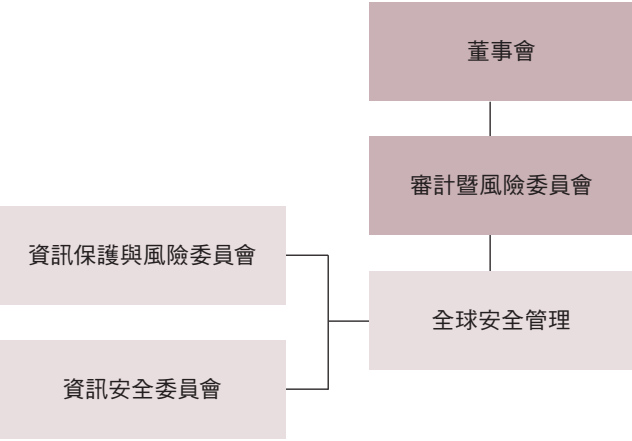 董事會
審計暨風險委員會
資訊保護與風險委員會
全球安全管理
資訊安全委員會